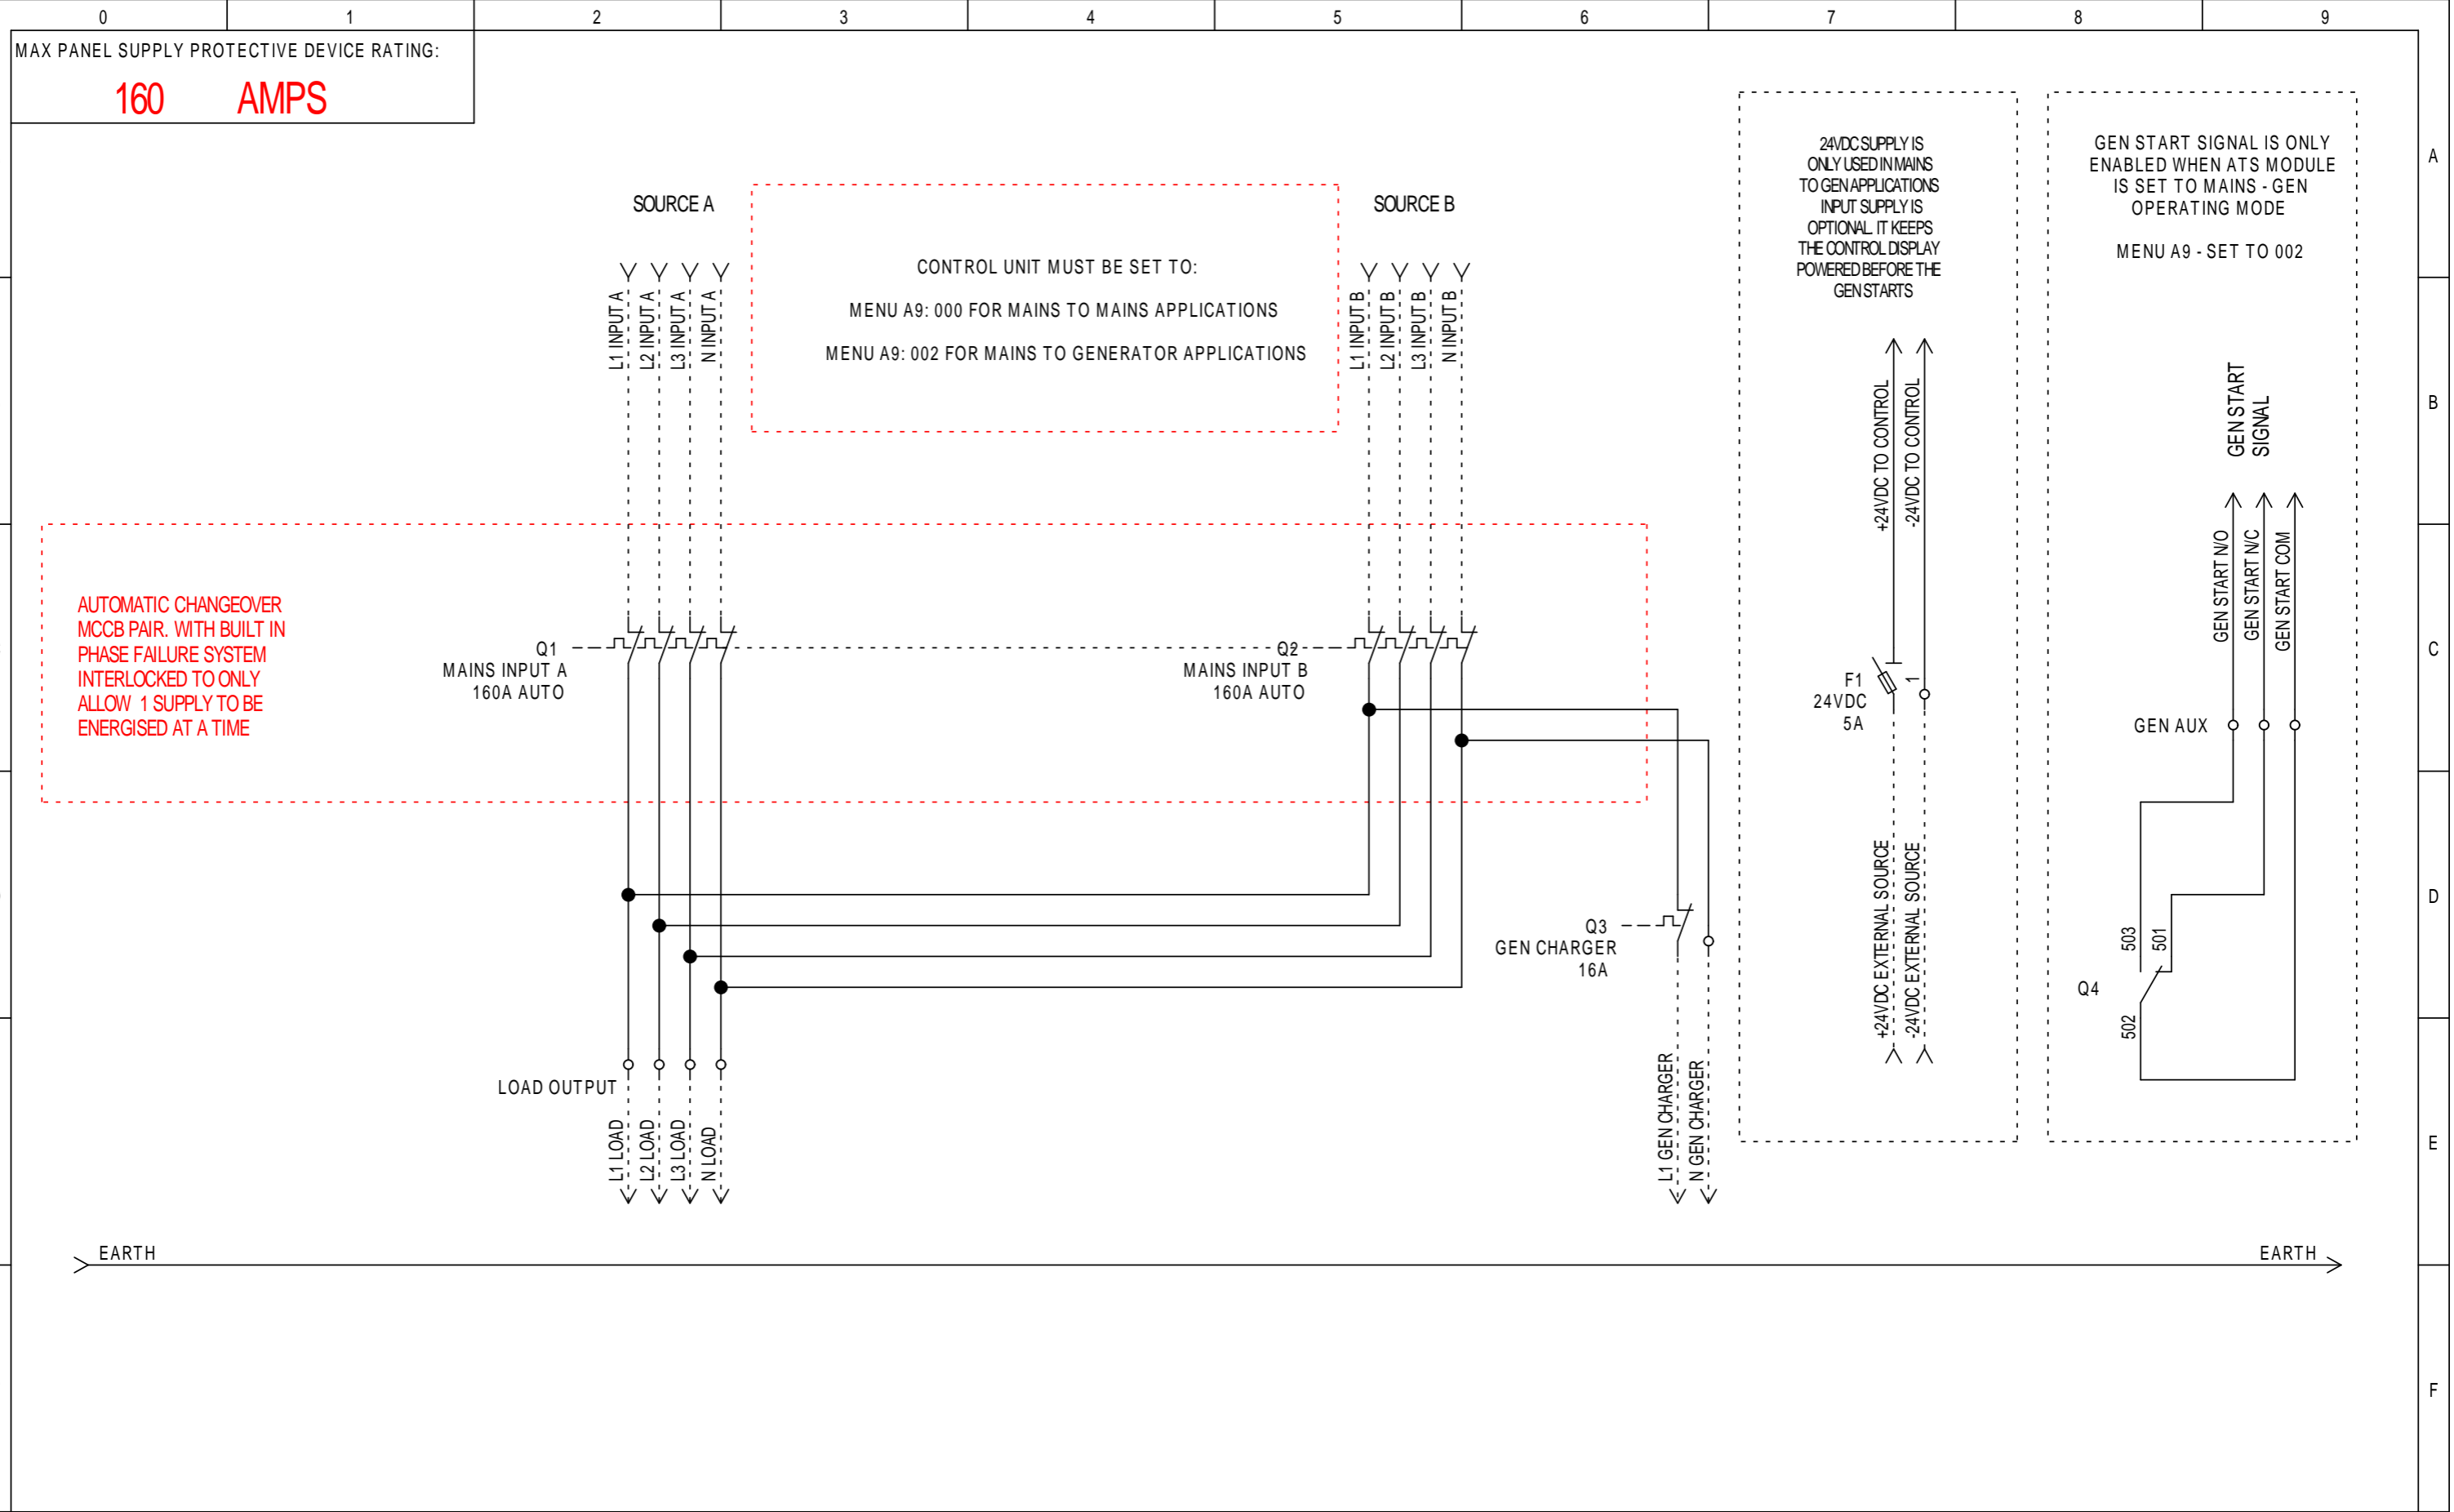 0 1 2 3 4 5 6 7 8 9
MAX PANEL SUPPLY PROTECTIVE DEVICE RATING:
160 AMPS
A
B
C
D
E
F
SOURCE A
L1 INPUT A
L2 INPUT A
L3 INPUT A
N INPUT A
CONTROL UNIT MUST BE SET TO:
MENU A9: 000 FOR MAINS TO MAINS APPLICATIONS
MENU A9: 002 FOR MAINS TO GENERATOR APPLICATIONS
SOURCE B
L1 INPUT B
L2 INPUT B
L3 INPUT B
N INPUT B
AUTOMATIC CHANGEOVER
MCCB PAIR. WITH BUILT IN
PHASE FAILURE SYSTEM
INTERLOCKED TO ONLY
ALLOW 1 SUPPLY TO BE
ENERGISED AT A TIME
Q1
MAINS INPUT A
160A AUTO
Q2
MAINS INPUT B
160A AUTO
LOAD OUTPUT
L1 LOAD
L2 LOAD
L3 LOAD
N LOAD
Q3
GEN CHARGER
16A
L1 GEN CHARGER
N GEN CHARGER
24VDC SUPPLY IS
ONLY USED IN MAINS
TO GEN APPLICATIONS
INPUT SUPPLY IS
OPTIONAL. IT KEEPS
THE CONTROL DISPLAY
POWERED BEFORE THE
GEN STARTS
+24VDC TO CONTROL
-24VDC TO CONTROL
F1
24VDC
5A
1
+24VDC EXTERNAL SOURCE
-24VDC EXTERNAL SOURCE
GEN START SIGNAL IS ONLY
ENABLED WHEN ATS MODULE
IS SET TO MAINS - GEN
OPERATING MODE
MENU A9 - SET TO 002
GEN START
SIGNAL
GEN START N/O
GEN START N/C
GEN START COM
GEN AUX
503
501
Q4
502
EARTH
EARTH